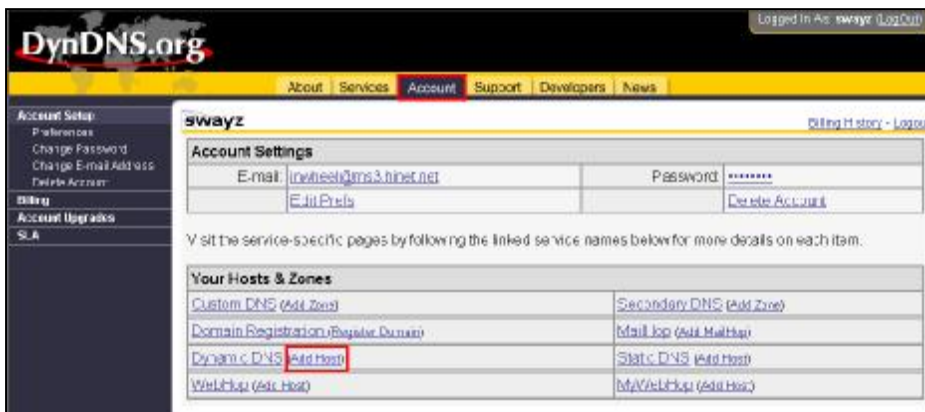 Logged In As: swayz (LogOut)
DynDNS.org
About Services Account Support Developers News
Account Setup
Preferences
Change Password
Change E-mail Address
Delete Account
Billing
Account Upgrades
SLA
swayz
Billing History - Logou
Account Settings
E-mail: Password: ••••••••
Edit Prefs Delete Account
Visit the service-specific pages by following the linked service names below for more details on each item.
Your Hosts & Zones
Custom DNS (Add Zone) Secondary DNS (Add Zone)
Domain Registration (Register Domain) MailHop (Add MailHop)
Dynamic DNS (Add Host) Static DNS (Add Host)
WebHop (Add Host) MyWebHop (Add Host)